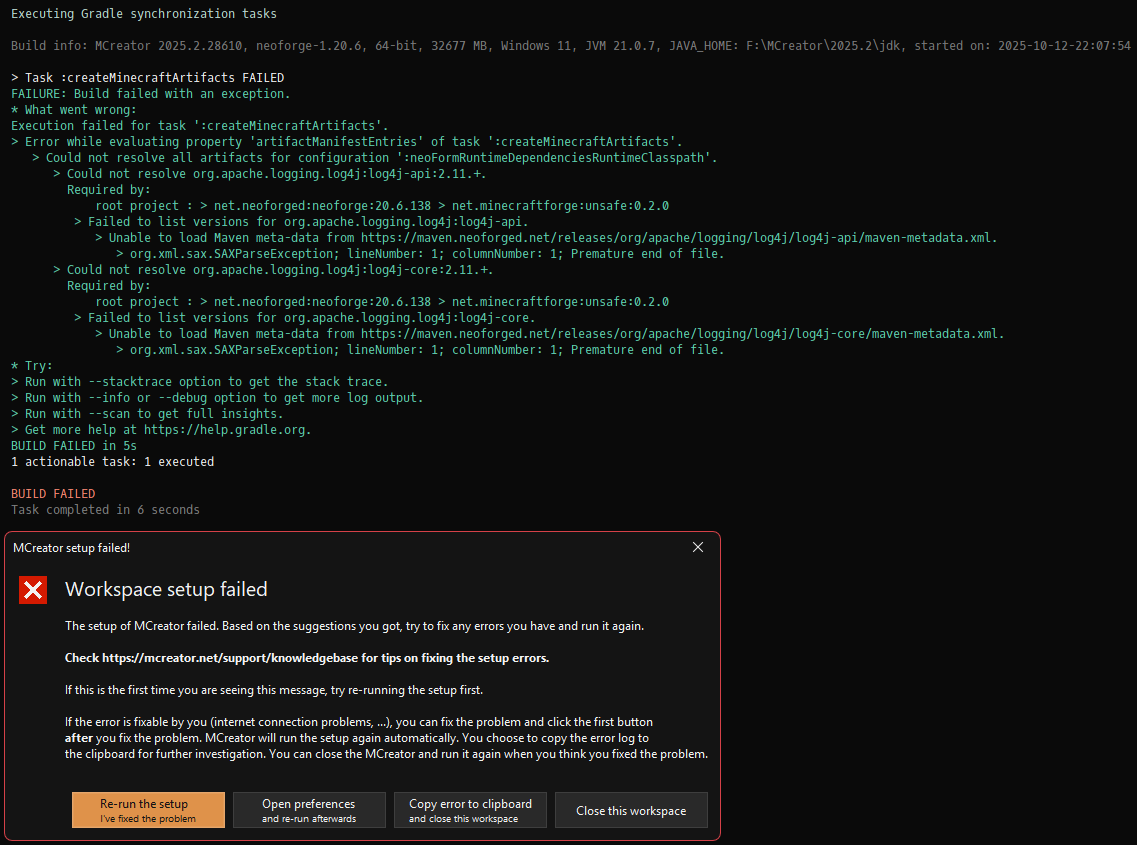 Executing Gradle synchronization tasks
Build info: MCreator 2025.2.28610, neoforge-1.20.6, 64-bit, 32677 MB, Windows 11, JVM 21.0.7, JAVA_HOME: F:\MCreator\2025.2\jdk, started on: 2025-10-12-22:07:54
> Task :createMinecraftArtifacts FAILED
FAILURE: Build failed with an exception.
* What went wrong:
Execution failed for task ':createMinecraftArtifacts'.
> Error while evaluating property 'artifactManifestEntries' of task ':createMinecraftArtifacts'.
> Could not resolve all artifacts for configuration ':neoFormRuntimeDependenciesRuntimeClasspath'.
> Could not resolve org.apache.logging.log4j:log4j-api:2.11.+.
Required by:
root project : > net.neoforged:neoforge:20.6.138 > net.minecraftforge:unsafe:0.2.0
> Failed to list versions for org.apache.logging.log4j:log4j-api.
> Unable to load Maven meta-data from https://maven.neoforged.net/releases/org/apache/logging/log4j/log4j-api/maven-metadata.xml.
> org.xml.sax.SAXParseException; lineNumber: 1; columnNumber: 1; Premature end of file.
> Could not resolve org.apache.logging.log4j:log4j-core:2.11.+.
Required by:
root project : > net.neoforged:neoforge:20.6.138 > net.minecraftforge:unsafe:0.2.0
> Failed to list versions for org.apache.logging.log4j:log4j-core.
> Unable to load Maven meta-data from https://maven.neoforged.net/releases/org/apache/logging/log4j/log4j-core/maven-metadata.xml.
> org.xml.sax.SAXParseException; lineNumber: 1; columnNumber: 1; Premature end of file.
* Try:
> Run with --stacktrace option to get the stack trace.
> Run with --info or --debug option to get more log output.
> Run with --scan to get full insights.
> Get more help at https://help.gradle.org.
BUILD FAILED in 5s
1 actionable task: 1 executed
BUILD FAILED
Task completed in 6 seconds
MCreator setup failed!
Workspace setup failed
The setup of MCreator failed. Based on the suggestions you got, try to fix any errors you have and run it again.
Check https://mcreator.net/support/knowledgebase for tips on fixing the setup errors.
If this is the first time you are seeing this message, try re-running the setup first.
If the error is fixable by you (internet connection problems, ...), you can fix the problem and click the first button
after you fix the problem. MCreator will run the setup again automatically. You choose to copy the error log to
the clipboard for further investigation. You can close the MCreator and run it again when you think you fixed the problem.
Re-run the setup
I've fixed the problem
Open preferences
and re-run afterwards
Copy error to clipboard
and close this workspace
Close this workspace